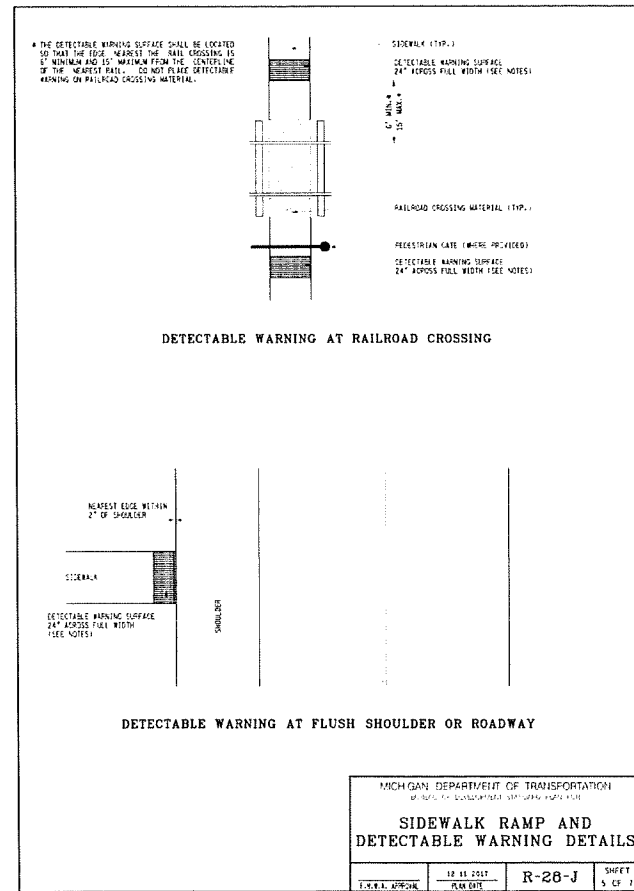 * THE DETECTABLE WARNING SURFACE SHALL BE LOCATED
SO THAT THE EDGE NEAREST THE RAIL CROSSING IS
6' MINIMUM AND 15' MAXIMUM FROM THE CENTERLINE
OF THE NEAREST RAIL. DO NOT PLACE DETECTABLE
WARNING ON RAILROAD CROSSING MATERIAL.
SIDEWALK (TYP.)
DETECTABLE WARNING SURFACE
24" ACROSS FULL WIDTH (SEE NOTES)
6' MIN.*
15' MAX.*
RAILROAD CROSSING MATERIAL (TYP.)
PEDESTRIAN GATE (WHERE PROVIDED)
DETECTABLE WARNING SURFACE
24" ACROSS FULL WIDTH (SEE NOTES)
DETECTABLE WARNING AT RAILROAD CROSSING
NEAREST EDGE WITHIN
2" OF SHOULDER
SIDEWALK
DETECTABLE WARNING SURFACE
24" ACROSS FULL WIDTH
(SEE NOTES)
SHOULDER
DETECTABLE WARNING AT FLUSH SHOULDER OR ROADWAY
MICHIGAN DEPARTMENT OF TRANSPORTATION
BUREAU OF DEVELOPMENT STANDARD PLAN FOR
SIDEWALK RAMP AND
DETECTABLE WARNING DETAILS
F.H.W.A. APPROVAL
12 11 2017
PLAN DATE
R-28-J
SHEET
5 OF 7